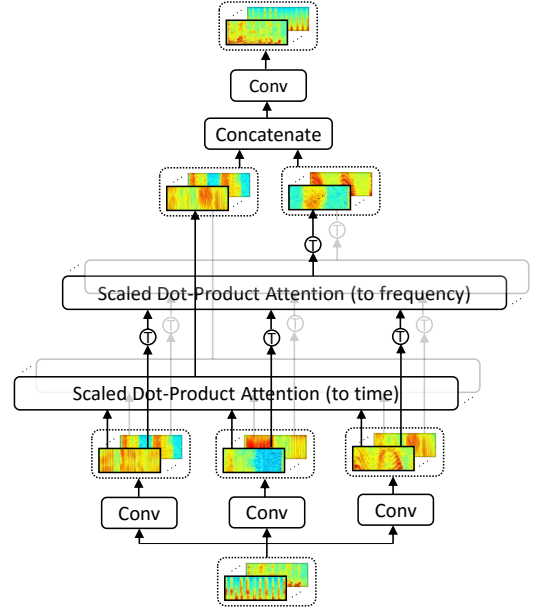 Conv
Concatenate
T
T
Scaled Dot-Product Attention (to frequency)
T T T T T T
Scaled Dot-Product Attention (to time)
Conv Conv Conv